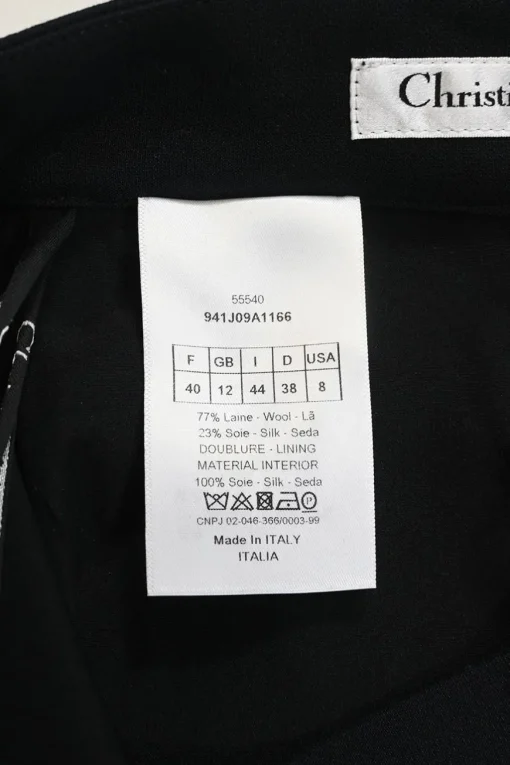 Christi
55540
941J09A1166
F GB I D USA
40 12 44 38 8
77% Laine - Wool - Lã
23% Soie - Silk - Seda
DOUBLURE - LINING
MATERIAL INTERIOR
100% Soie - Silk - Seda
P
CNPJ 02-046-366/0003-99
Made In ITALY
ITALIA